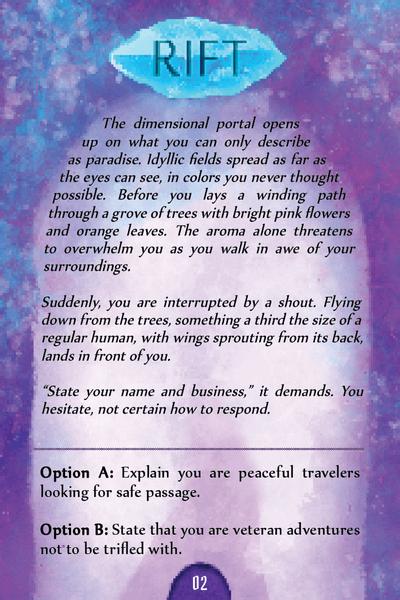 RIFT
The dimensional portal opens
up on what you can only describe
as paradise. Idyllic fields spread as far as
the eyes can see, in colors you never thought
possible. Before you lays a winding path
through a grove of trees with bright pink flowers
and orange leaves. The aroma alone threatens
to overwhelm you as you walk in awe of your
surroundings.
Suddenly, you are interrupted by a shout. Flying
down from the trees, something a third the size of a
regular human, with wings sprouting from its back,
lands in front of you.
“State your name and business,” it demands. You
hesitate, not certain how to respond.
Option A: Explain you are peaceful travelers
looking for safe passage.
Option B: State that you are veteran adventures
not to be trifled with.
02